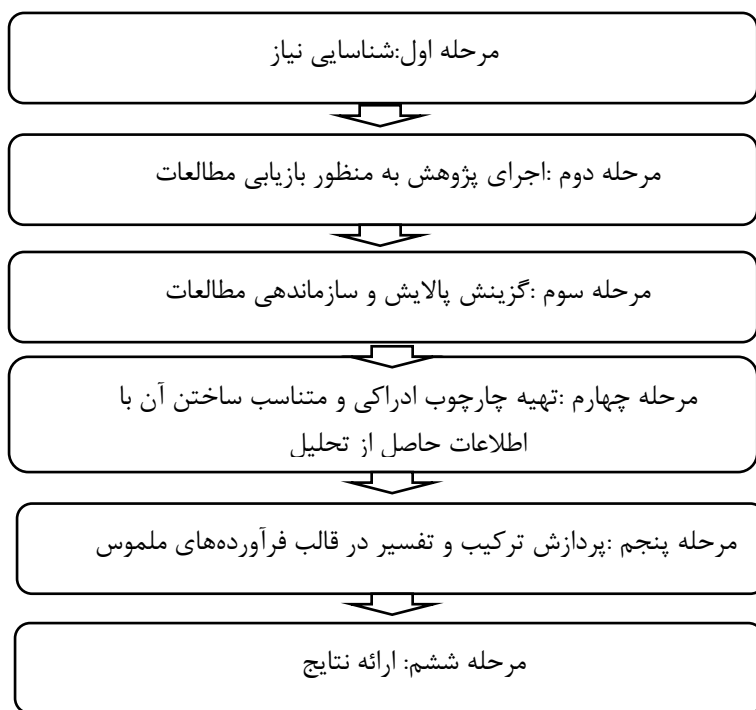 مرحله اول:شناسایی نیاز
مرحله دوم :اجرای پژوهش به منظور بازیابی مطالعات
مرحله سوم :گزینش پالایش و سازماندهی مطالعات
مرحله چهارم :تهیه چارچوب ادراکی و متناسب ساختن آن با
اطلاعات حاصل از تحلیل
مرحله پنجم :پردازش ترکیب و تفسیر در قالب فرآورده‌های ملموس
مرحله ششم: ارائه نتایج